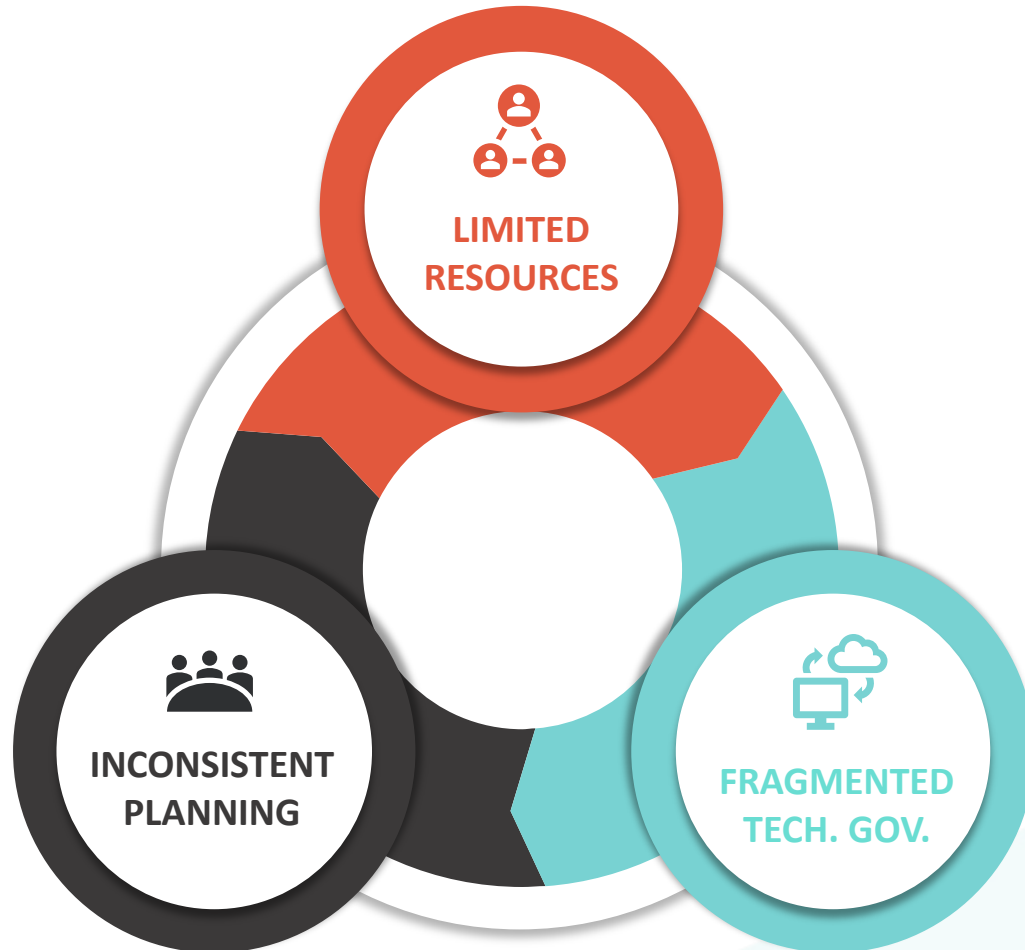 LIMITED
RESOURCES
INCONSISTENT
PLANNING
FRAGMENTED
TECH. GOV.